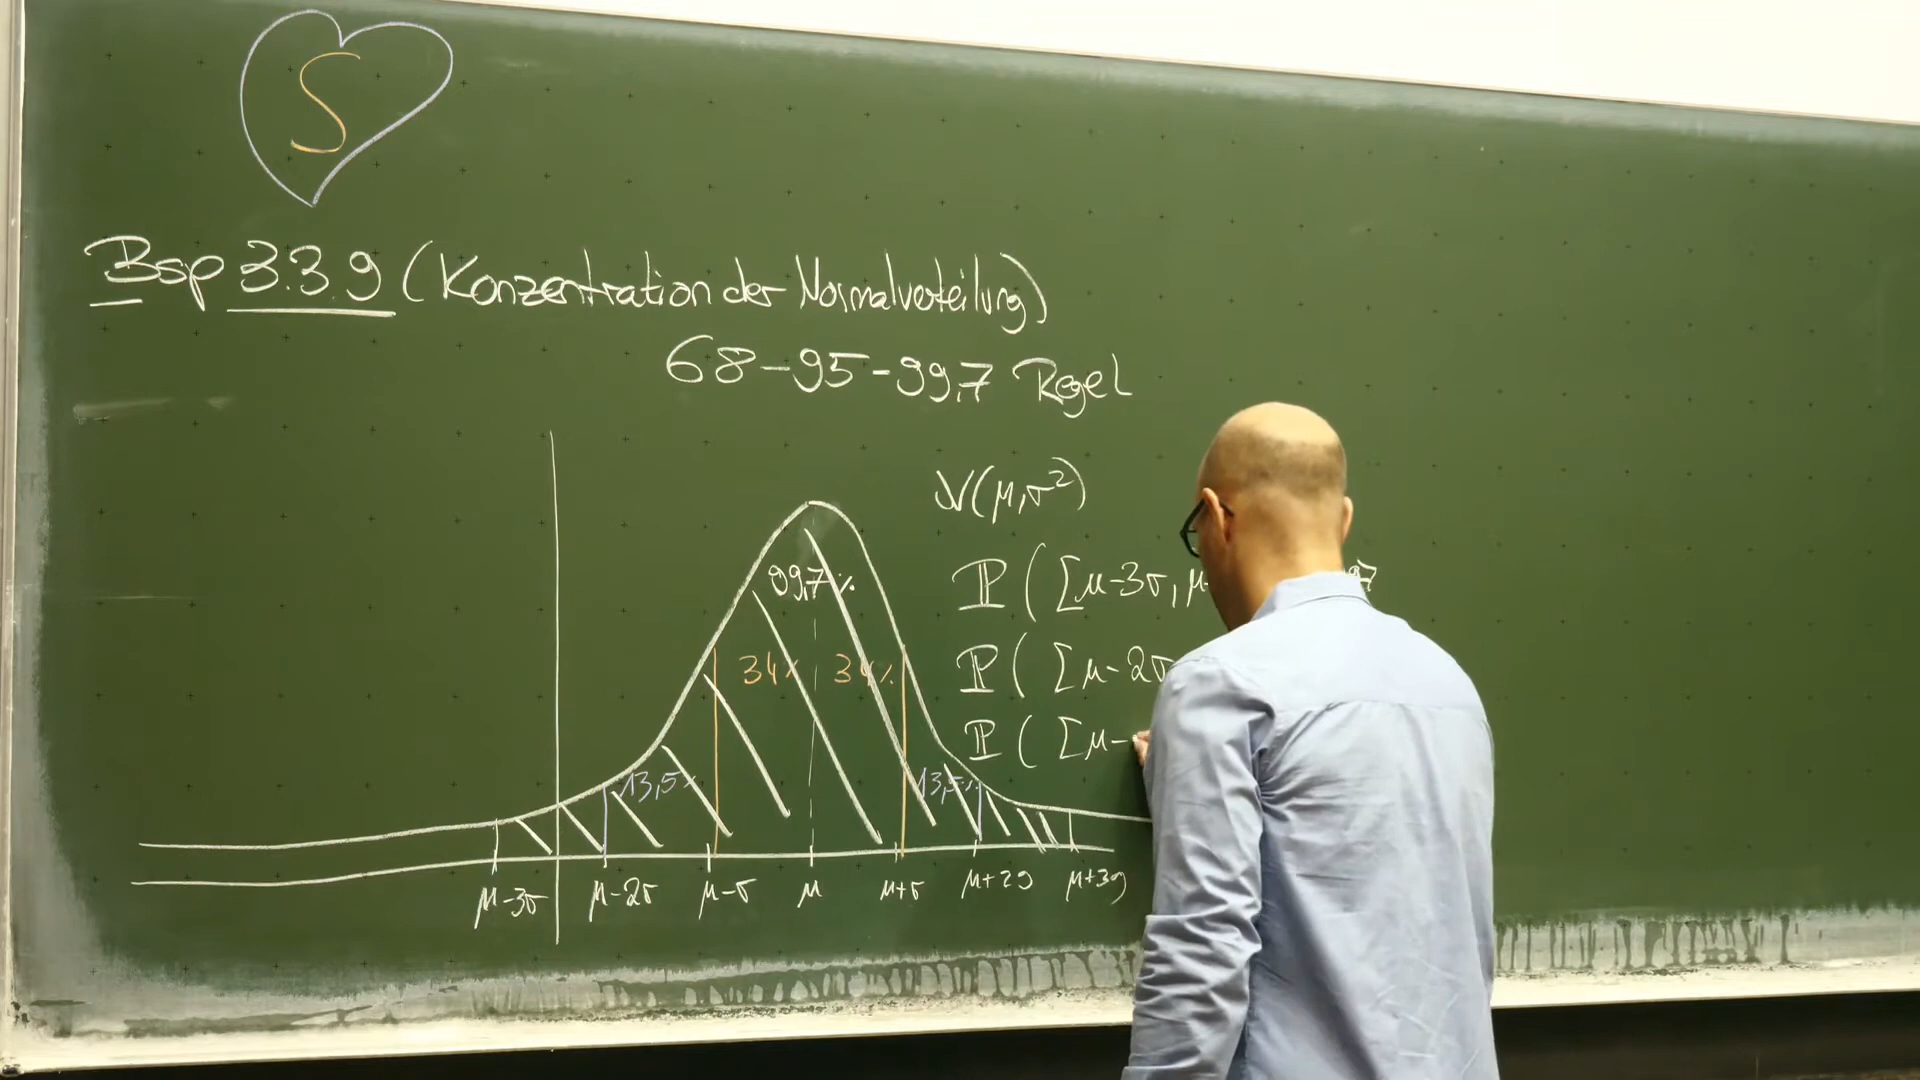 S
Bsp 3.3.9 (Konzentration der Normalverteilung)
68-95-99,7 Regel
N(μ,σ²)
99,7%
ℙ ( [μ-3σ, μ- 97
34% 34%
ℙ ( [μ-2σ
ℙ ( [μ-
13,5% 13,5%
μ-3σ μ-2σ μ-σ μ μ+σ μ+2σ μ+3σ